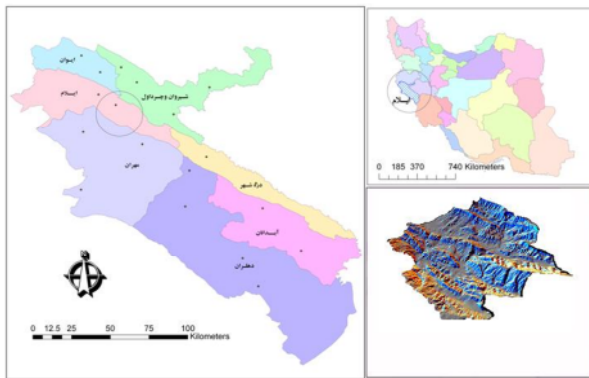 ایوان
شیروان وچرداول
ایلام
مهران
دره شهر
آبدانان
دهلران
0 12.5 25 50 75 100
Kilometers
ایلام
0 185 370 740 Kilometers